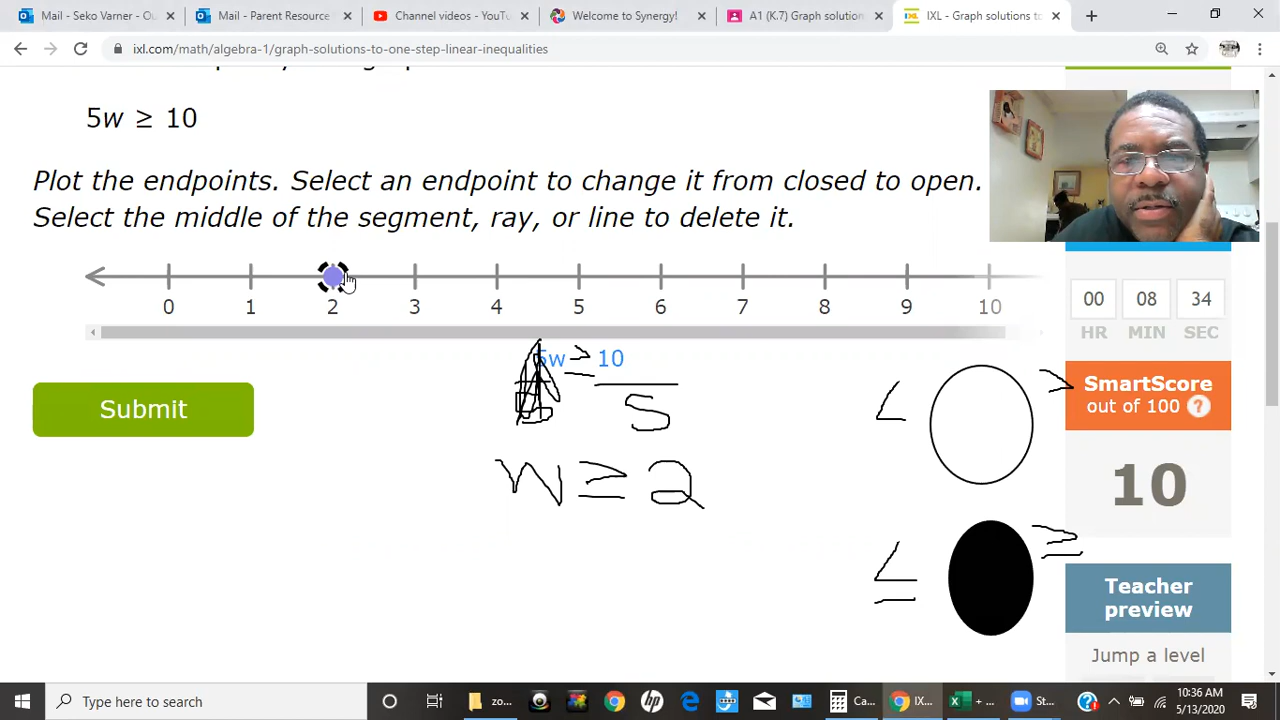 Mail - Seko Varner - Ou
Mail - Parent Resource
Channel videos - YouTu
Welcome to Synergy!
A1 (K.7) Graph solution
IXL - Graph solutions to
ixl.com/math/algebra-1/graph-solutions-to-one-step-linear-inequalities
5w ≥ 10
Plot the endpoints. Select an endpoint to change it from closed to open.
Select the middle of the segment, ray, or line to delete it.
0 1 2 3 4 5 6 7 8 9 10
00 08 34
HR MIN SEC
5w ≥ 10
5
w ≥ 2
< >
≤ ≥
Submit
SmartScore
out of 100 ?
10
Teacher
preview
Jump a level
Type here to search
zo...
Ca...
IX...
+ ...
St...
10:36 AM
5/13/2020